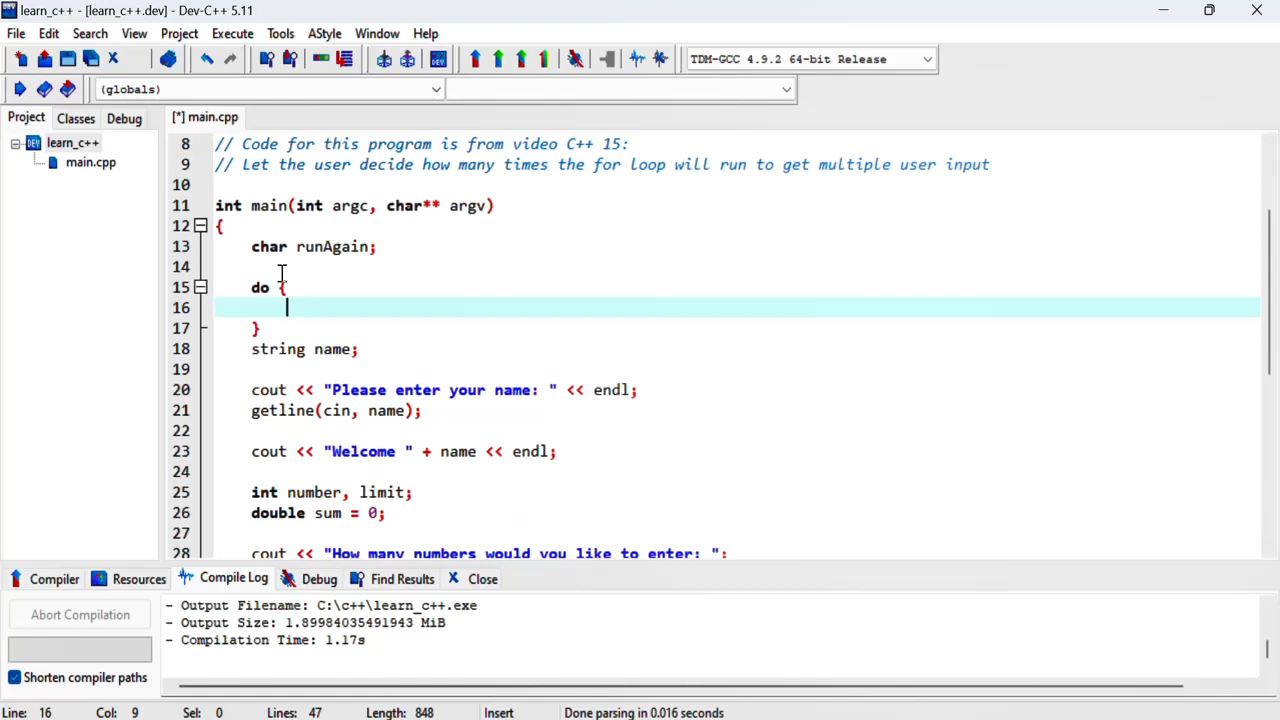 learn_c++ - [learn_c++.dev] - Dev-C++ 5.11
File Edit Search View Project Execute Tools AStyle Window Help
TDM-GCC 4.9.2 64-bit Release
(globals)
Project Classes Debug [*] main.cpp
learn_c++
main.cpp
8 // Code for this program is from video C++ 15:
9 // Let the user decide how many times the for loop will run to get multiple user input
10
11 int main(int argc, char** argv)
12 {
13 char runAgain;
14
15 do {
16
17 }
18 string name;
19
20 cout << "Please enter your name: " << endl;
21 getline(cin, name);
22
23 cout << "Welcome " + name << endl;
24
25 int number, limit;
26 double sum = 0;
27
28 cout << "How many numbers would you like to enter: ";
Compiler Resources Compile Log Debug Find Results Close
Abort Compilation
Shorten compiler paths
- Output Filename: C:\c++\learn_c++.exe
- Output Size: 1.89984035491943 MiB
- Compilation Time: 1.17s
Line: 16 Col: 9 Sel: 0 Lines: 47 Length: 848 Insert Done parsing in 0.016 seconds